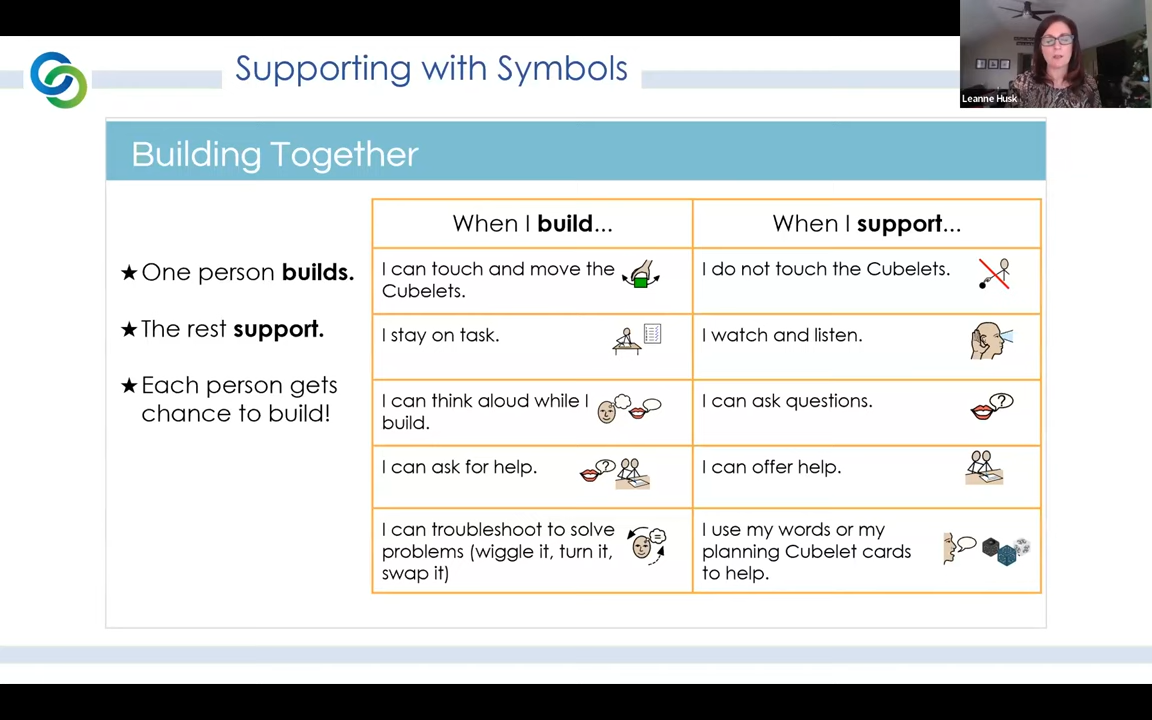 Supporting with Symbols
Leanne Husk
Building Together
★One person builds.
★The rest support.
★Each person gets
chance to build!
When I build...
When I support...
I can touch and move the
Cubelets.
I do not touch the Cubelets.
I stay on task.
I watch and listen.
I can think aloud while I
build.
I can ask questions.
?
I can ask for help.
?
I can offer help.
I can troubleshoot to solve
problems (wiggle it, turn it,
swap it)
=
I use my words or my
planning Cubelet cards
to help.